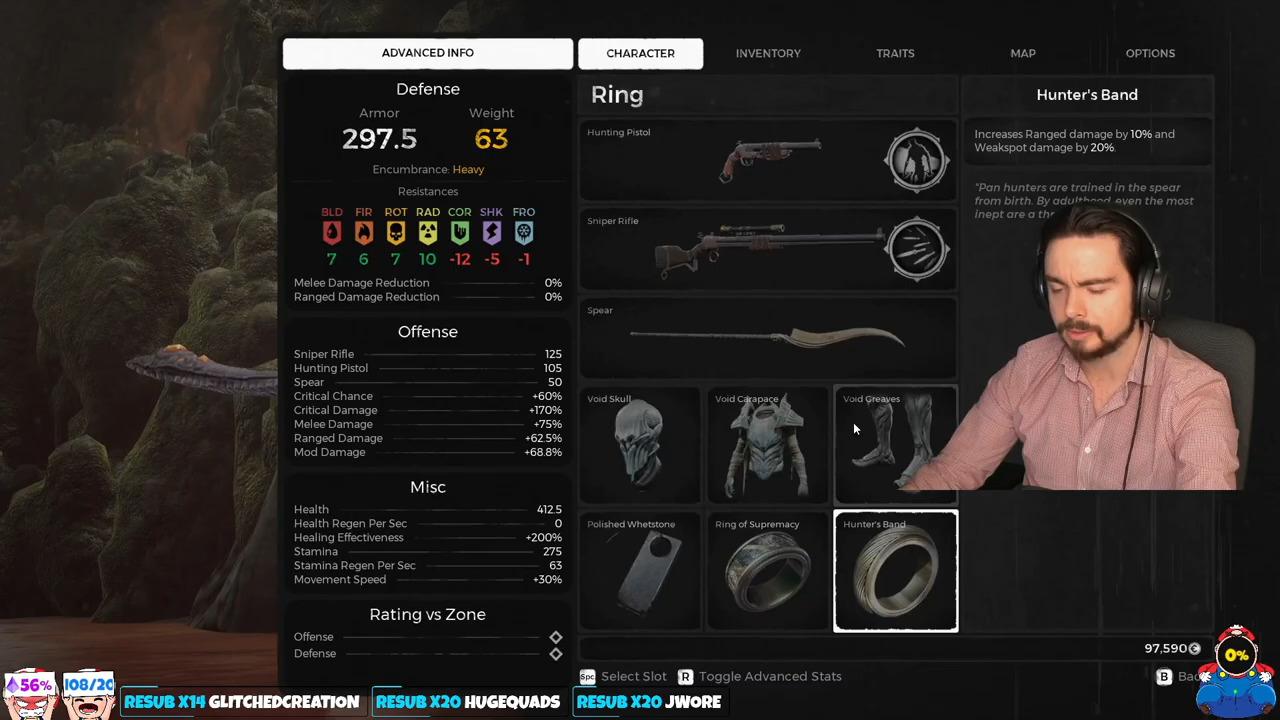 ADVANCED INFO
CHARACTER
INVENTORY
TRAITS
MAP
OPTIONS
Defense
Armor
Weight
297.5
63
Encumbrance: Heavy
Resistances
BLD FIR ROT RAD COR SHK FRO
7 6 7 10 -12 -5 -1
Melee Damage Reduction 0%
Ranged Damage Reduction 0%
Offense
Sniper Rifle 125
Hunting Pistol 105
Spear 50
Critical Chance +60%
Critical Damage +170%
Melee Damage +75%
Ranged Damage +62.5%
Mod Damage +68.8%
Misc
Health 412.5
Health Regen Per Sec 0
Healing Effectiveness +200%
Stamina 275
Stamina Regen Per Sec 63
Movement Speed +30%
Rating vs Zone
Offense
Defense
Ring
Hunting Pistol
Sniper Rifle
Spear
Void Skull
Void Carapace
Void Greaves
Polished Whetstone
Ring of Supremacy
Hunter's Band
Hunter's Band
Increases Ranged damage by 10% and
Weakspot damage by 20%.
"Pan hunters are trained in the spear
from birth. By adulthood, even the most
inept are a
97,590
Spc. Select Slot
R Toggle Advanced Stats
B
56%
108/20
RESUB X14 GLITCHEDCREATION
RESUB X20 HUGEQUADS
RESUB X20 JWORE
0%